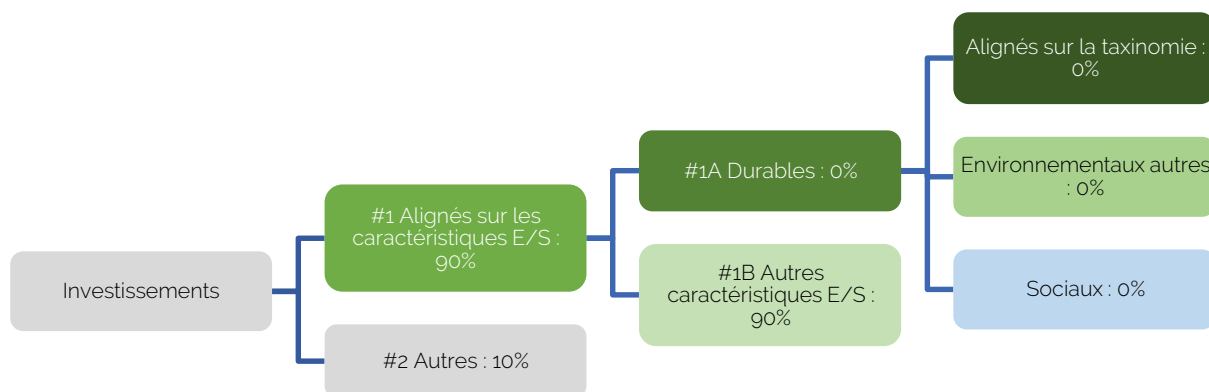 Investissements
#1 Alignés sur les
caractéristiques E/S :
90%
#2 Autres : 10%
#1A Durables : 0%
#1B Autres
caractéristiques E/S :
90%
Alignés sur la taxinomie :
0%
Environnementaux autres
: 0%
Sociaux : 0%